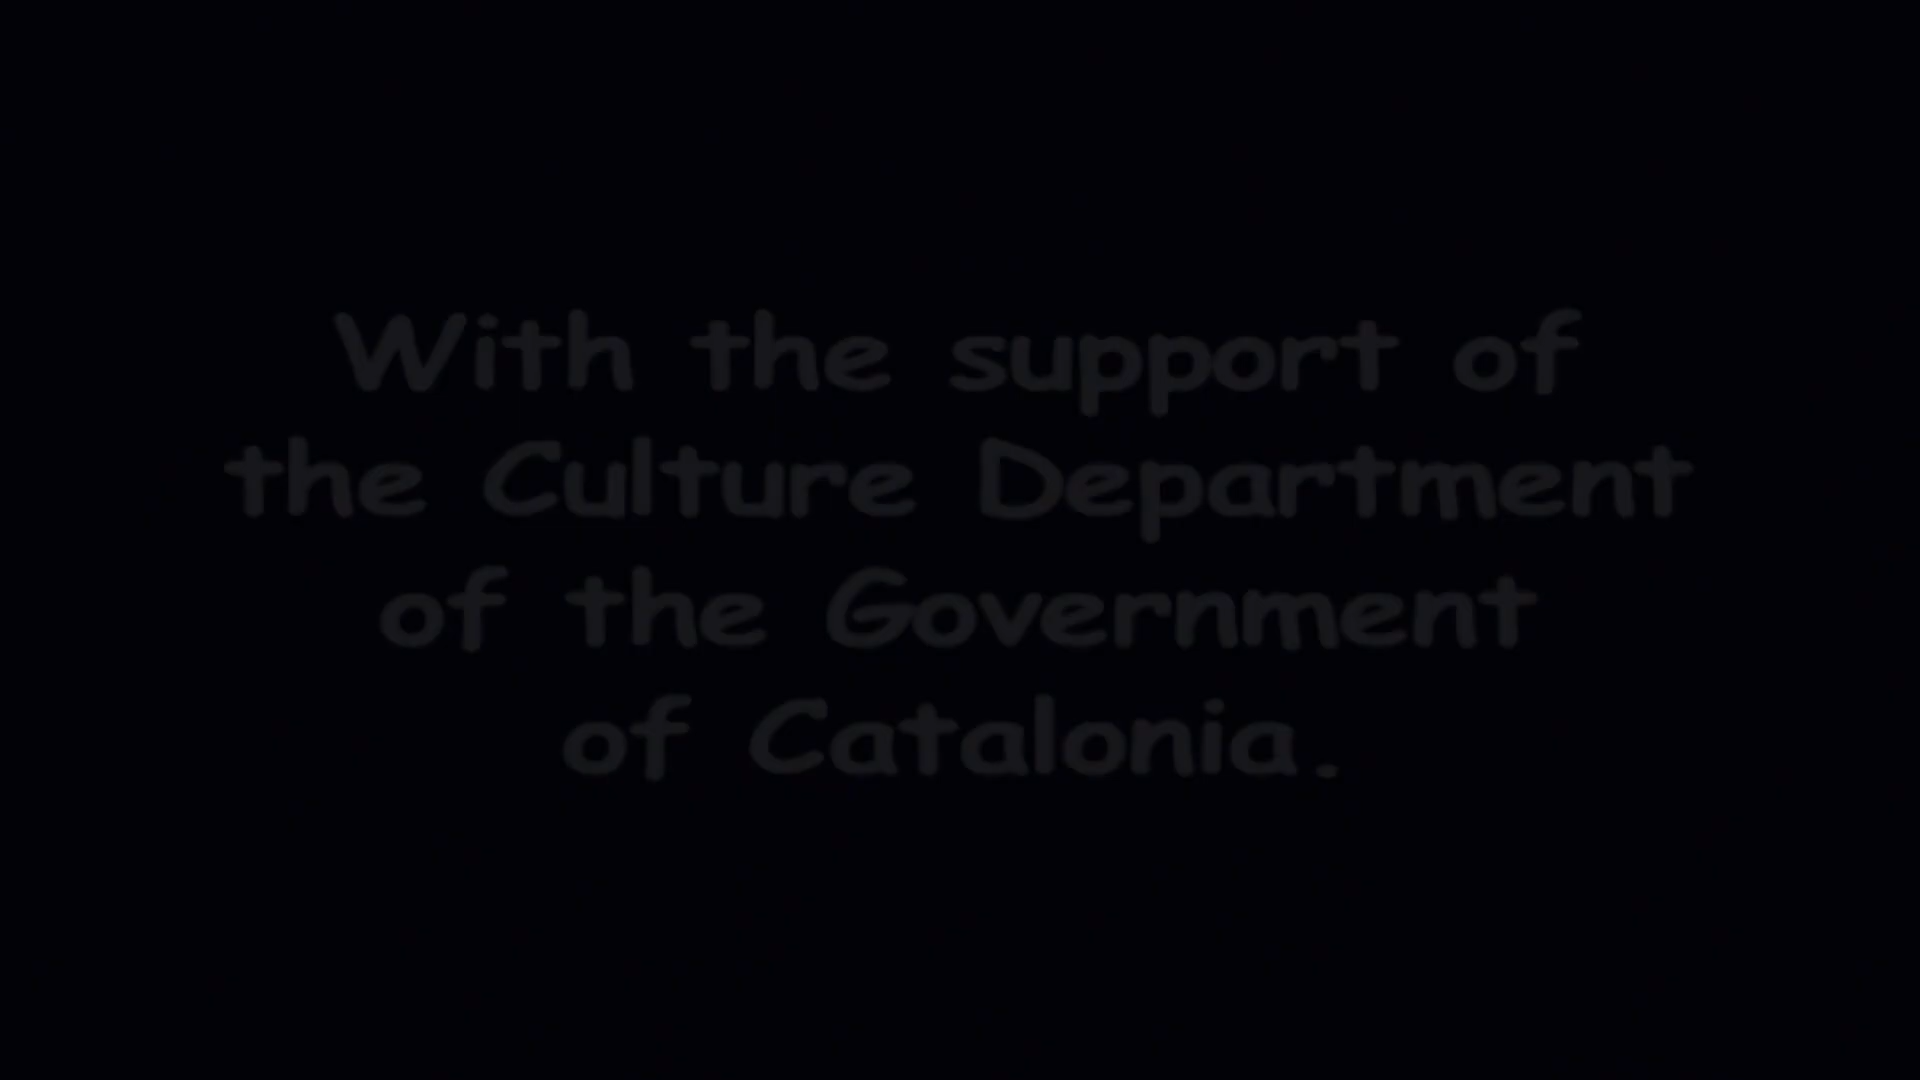 With the support of
the Culture Department
of the Government
of Catalonia.